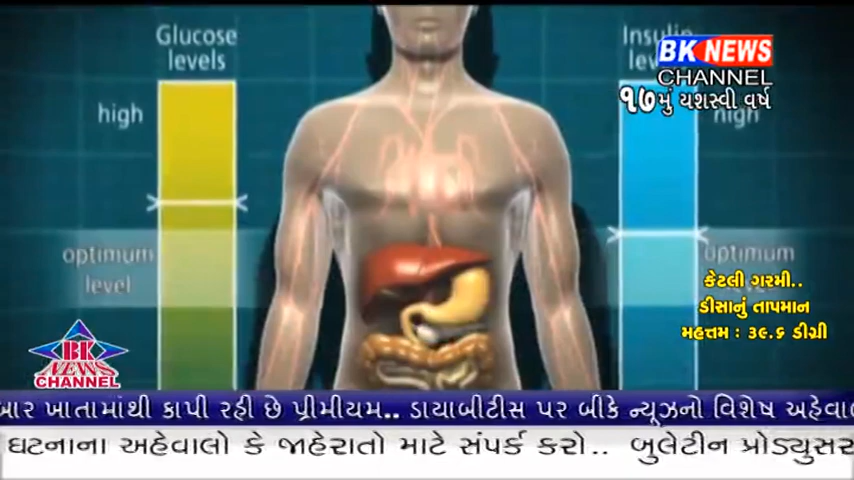 Glucose
levels
high
optimum
level
Insulin
BK NEWS
CHANNEL
૧૭મું યશસ્વી વર્ષ
high
optimum
કેટલી ગરમી..
ડીસાનું તાપમાન
મહત્તમ : ૩૯.૬ ડીગ્રી
BK
NEWS
CHANNEL
ખાતામાંથી કાપી રહી છે પ્રીમીયમ.. ડાયાબીટીસ પર બીકે ન્યૂઝનો વિશેષ અહેવાલ
ઘટનાના અહેવાલો કે જાહેરાતો માટે સંપર્ક કરો.. બુલેટીન પ્રોડ્યુસર